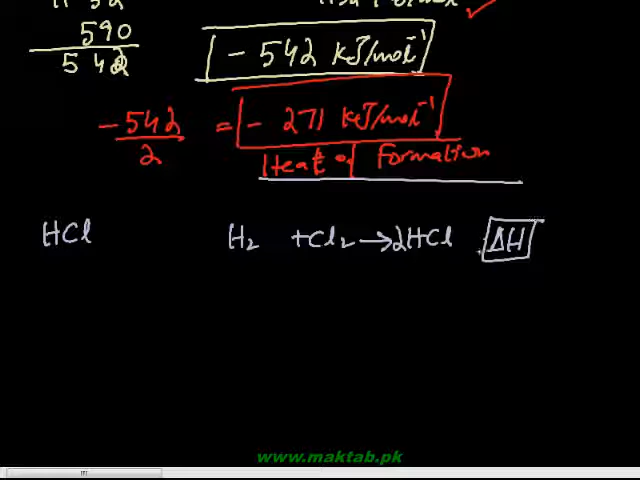 590
542
- 542 kJ/mol⁻¹
-542/2 = - 271 kJ/mol⁻¹
Heat of Formation
HCl H₂ +Cl₂ → 2HCl ΔH
www.maktab.pk